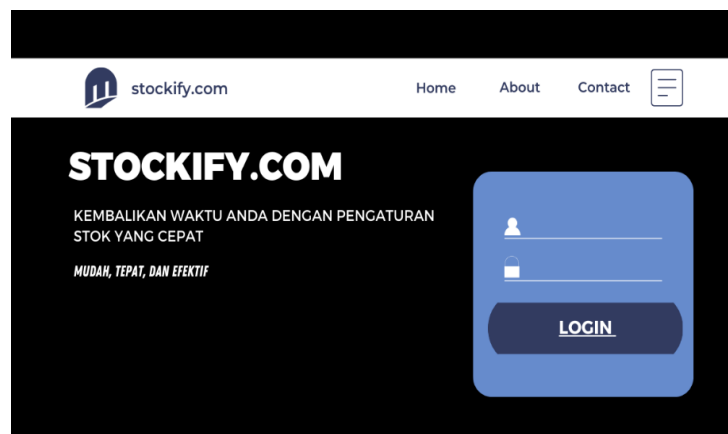 stockify.com
Home
About
Contact
STOCKIFY.COM
KEMBALIKAN WAKTU ANDA DENGAN PENGATURAN
STOK YANG CEPAT
MUDAH, TEPAT, DAN EFEKTIF
LOGIN